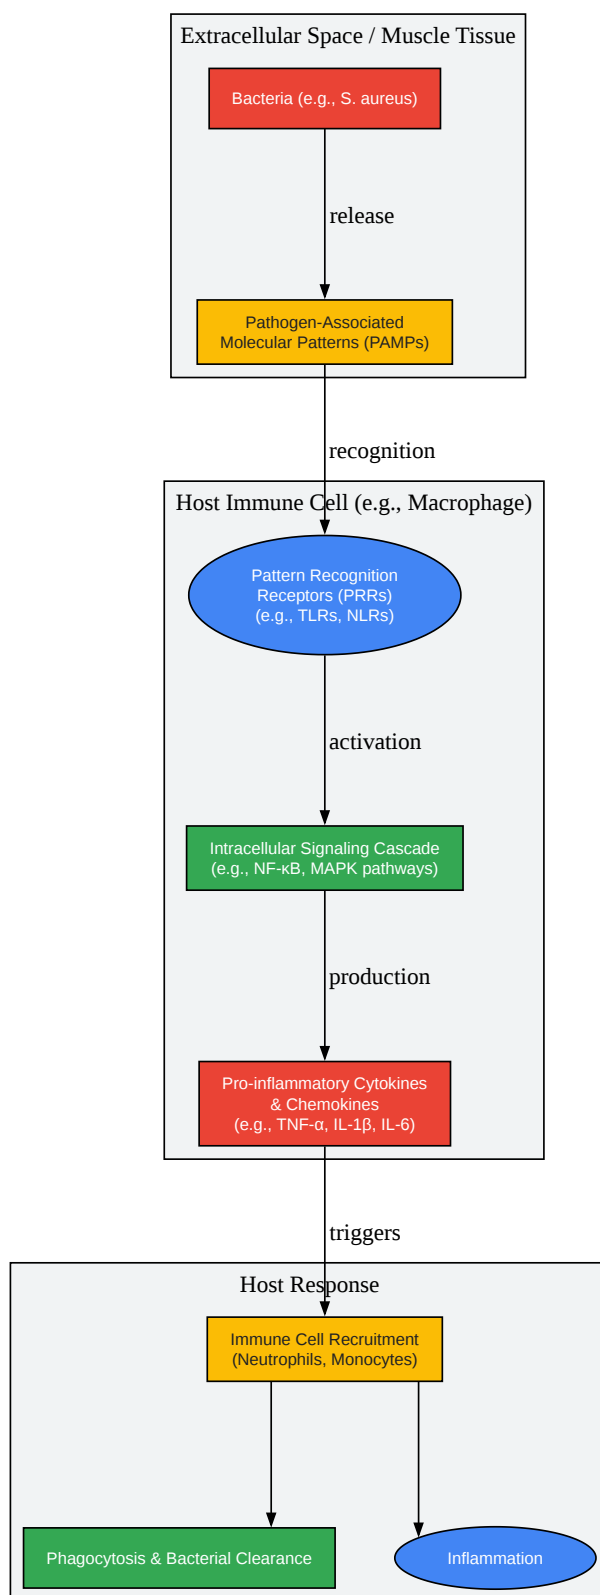 Extracellular Space / Muscle Tissue
Bacteria (e.g., S. aureus)
release
Pathogen-Associated
Molecular Patterns (PAMPs)
recognition
Host Immune Cell (e.g., Macrophage)
Pattern Recognition
Receptors (PRRs)
(e.g., TLRs, NLRs)
activation
Intracellular Signaling Cascade
(e.g., NF-κB, MAPK pathways)
production
Pro-inflammatory Cytokines
& Chemokines
(e.g., TNF-α, IL-1β, IL-6)
triggers
Host Response
Immune Cell Recruitment
(Neutrophils, Monocytes)
Phagocytosis & Bacterial Clearance
Inflammation